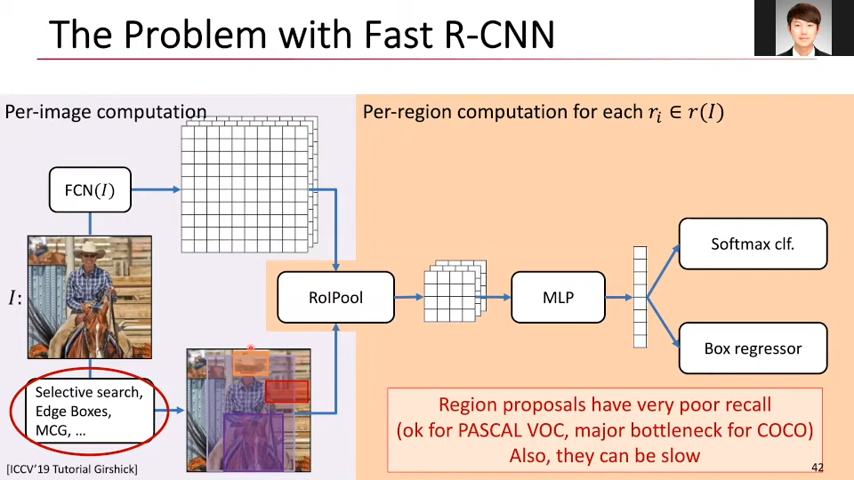 The Problem with Fast R-CNN
Per-image computation
Per-region computation for each rᵢ ∈ r(I)
FCN(I)
Softmax clf.
I:
RoIPool
MLP
Box regressor
Selective search,
Edge Boxes,
MCG, …
Region proposals have very poor recall
(ok for PASCAL VOC, major bottleneck for COCO)
Also, they can be slow
[ICCV'19 Tutorial Girshick]
42